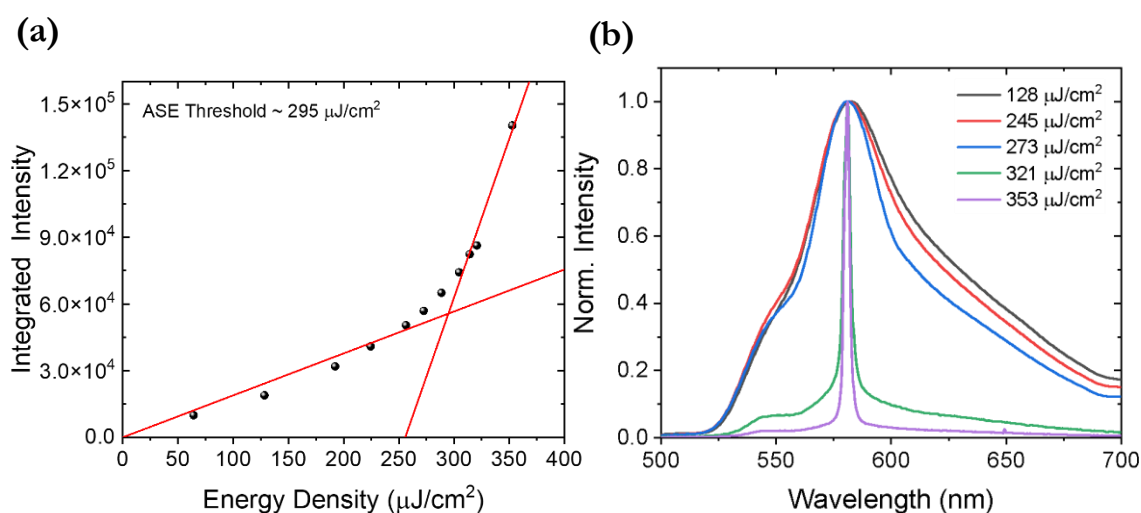 (a)
ASE Threshold ~ 295 μJ/cm²
Integrated Intensity
1.5×10⁵
1.2×10⁵
9.0×10⁴
6.0×10⁴
3.0×10⁴
0.0
0 50 100 150 200 250 300 350 400
Energy Density (μJ/cm²)
(b)
128 μJ/cm²
245 μJ/cm²
273 μJ/cm²
321 μJ/cm²
353 μJ/cm²
Norm. Intensity
1.0
0.8
0.6
0.4
0.2
0.0
500 550 600 650 700
Wavelength (nm)